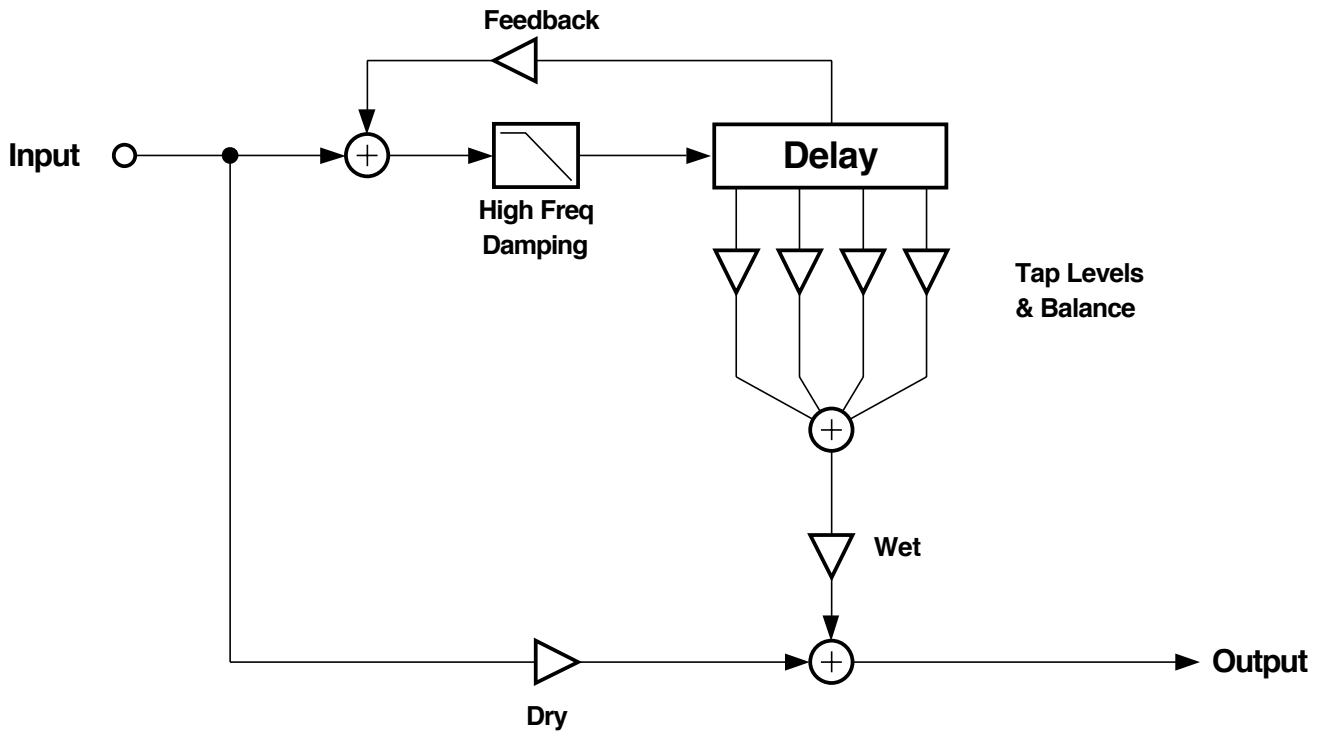 Feedback
Input
Delay
High Freq
Damping
Tap Levels
& Balance
Wet
Output
Dry